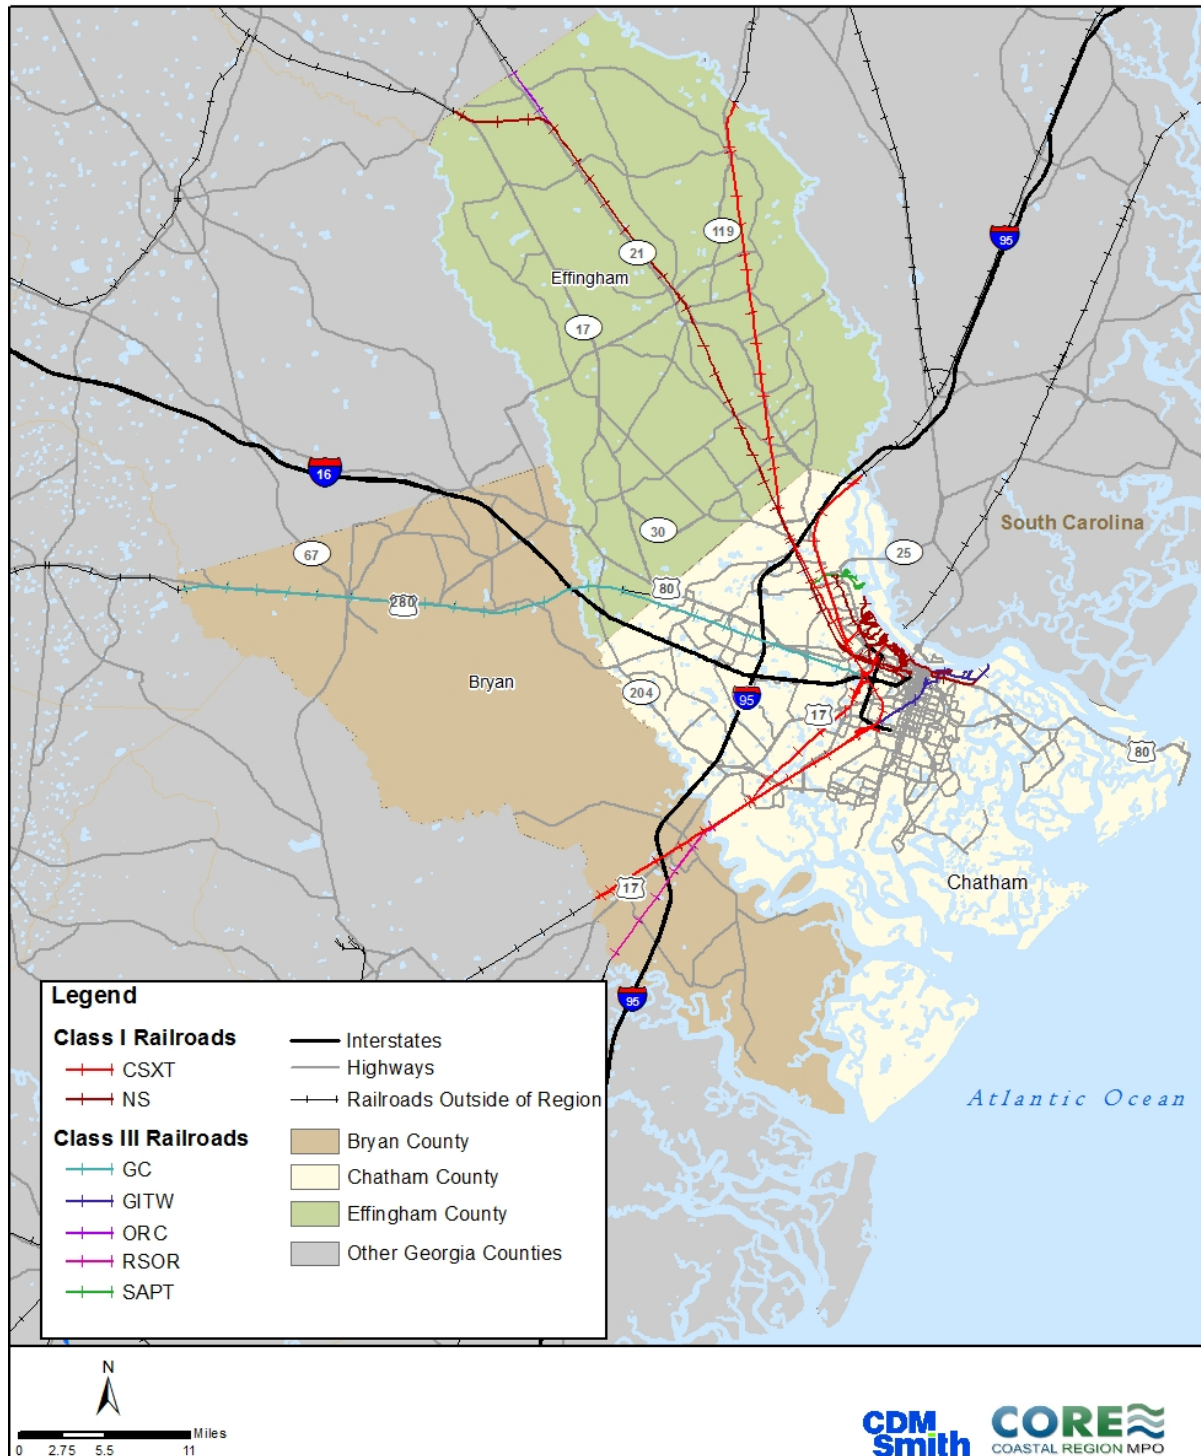 95
119
21
Effingham
17
16
South Carolina
30
25
67
80
280
Bryan
204
95
17
80
Chatham
17
95
Atlantic Ocean
Legend
Class I Railroads
CSXT
NS
Class III Railroads
GC
GITW
ORC
RSOR
SAPT
Interstates
Highways
Railroads Outside of Region
Bryan County
Chatham County
Effingham County
Other Georgia Counties
N
Miles
0 2.75 5.5 11
CDM
Smith
CORE
COASTAL REGION MPO